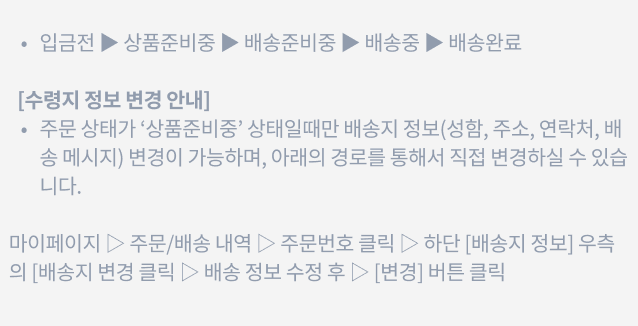 • 입금전 ▶ 상품준비중 ▶ 배송준비중 ▶ 배송중 ▶ 배송완료
[수령지 정보 변경 안내]
• 주문 상태가 ‘상품준비중’ 상태일때만 배송지 정보(성함, 주소, 연락처, 배
송 메시지) 변경이 가능하며, 아래의 경로를 통해서 직접 변경하실 수 있습
니다.
마이페이지 ▷ 주문/배송 내역 ▷ 주문번호 클릭 ▷ 하단 [배송지 정보] 우측
의 [배송지 변경 클릭 ▷ 배송 정보 수정 후 ▷ [변경] 버튼 클릭